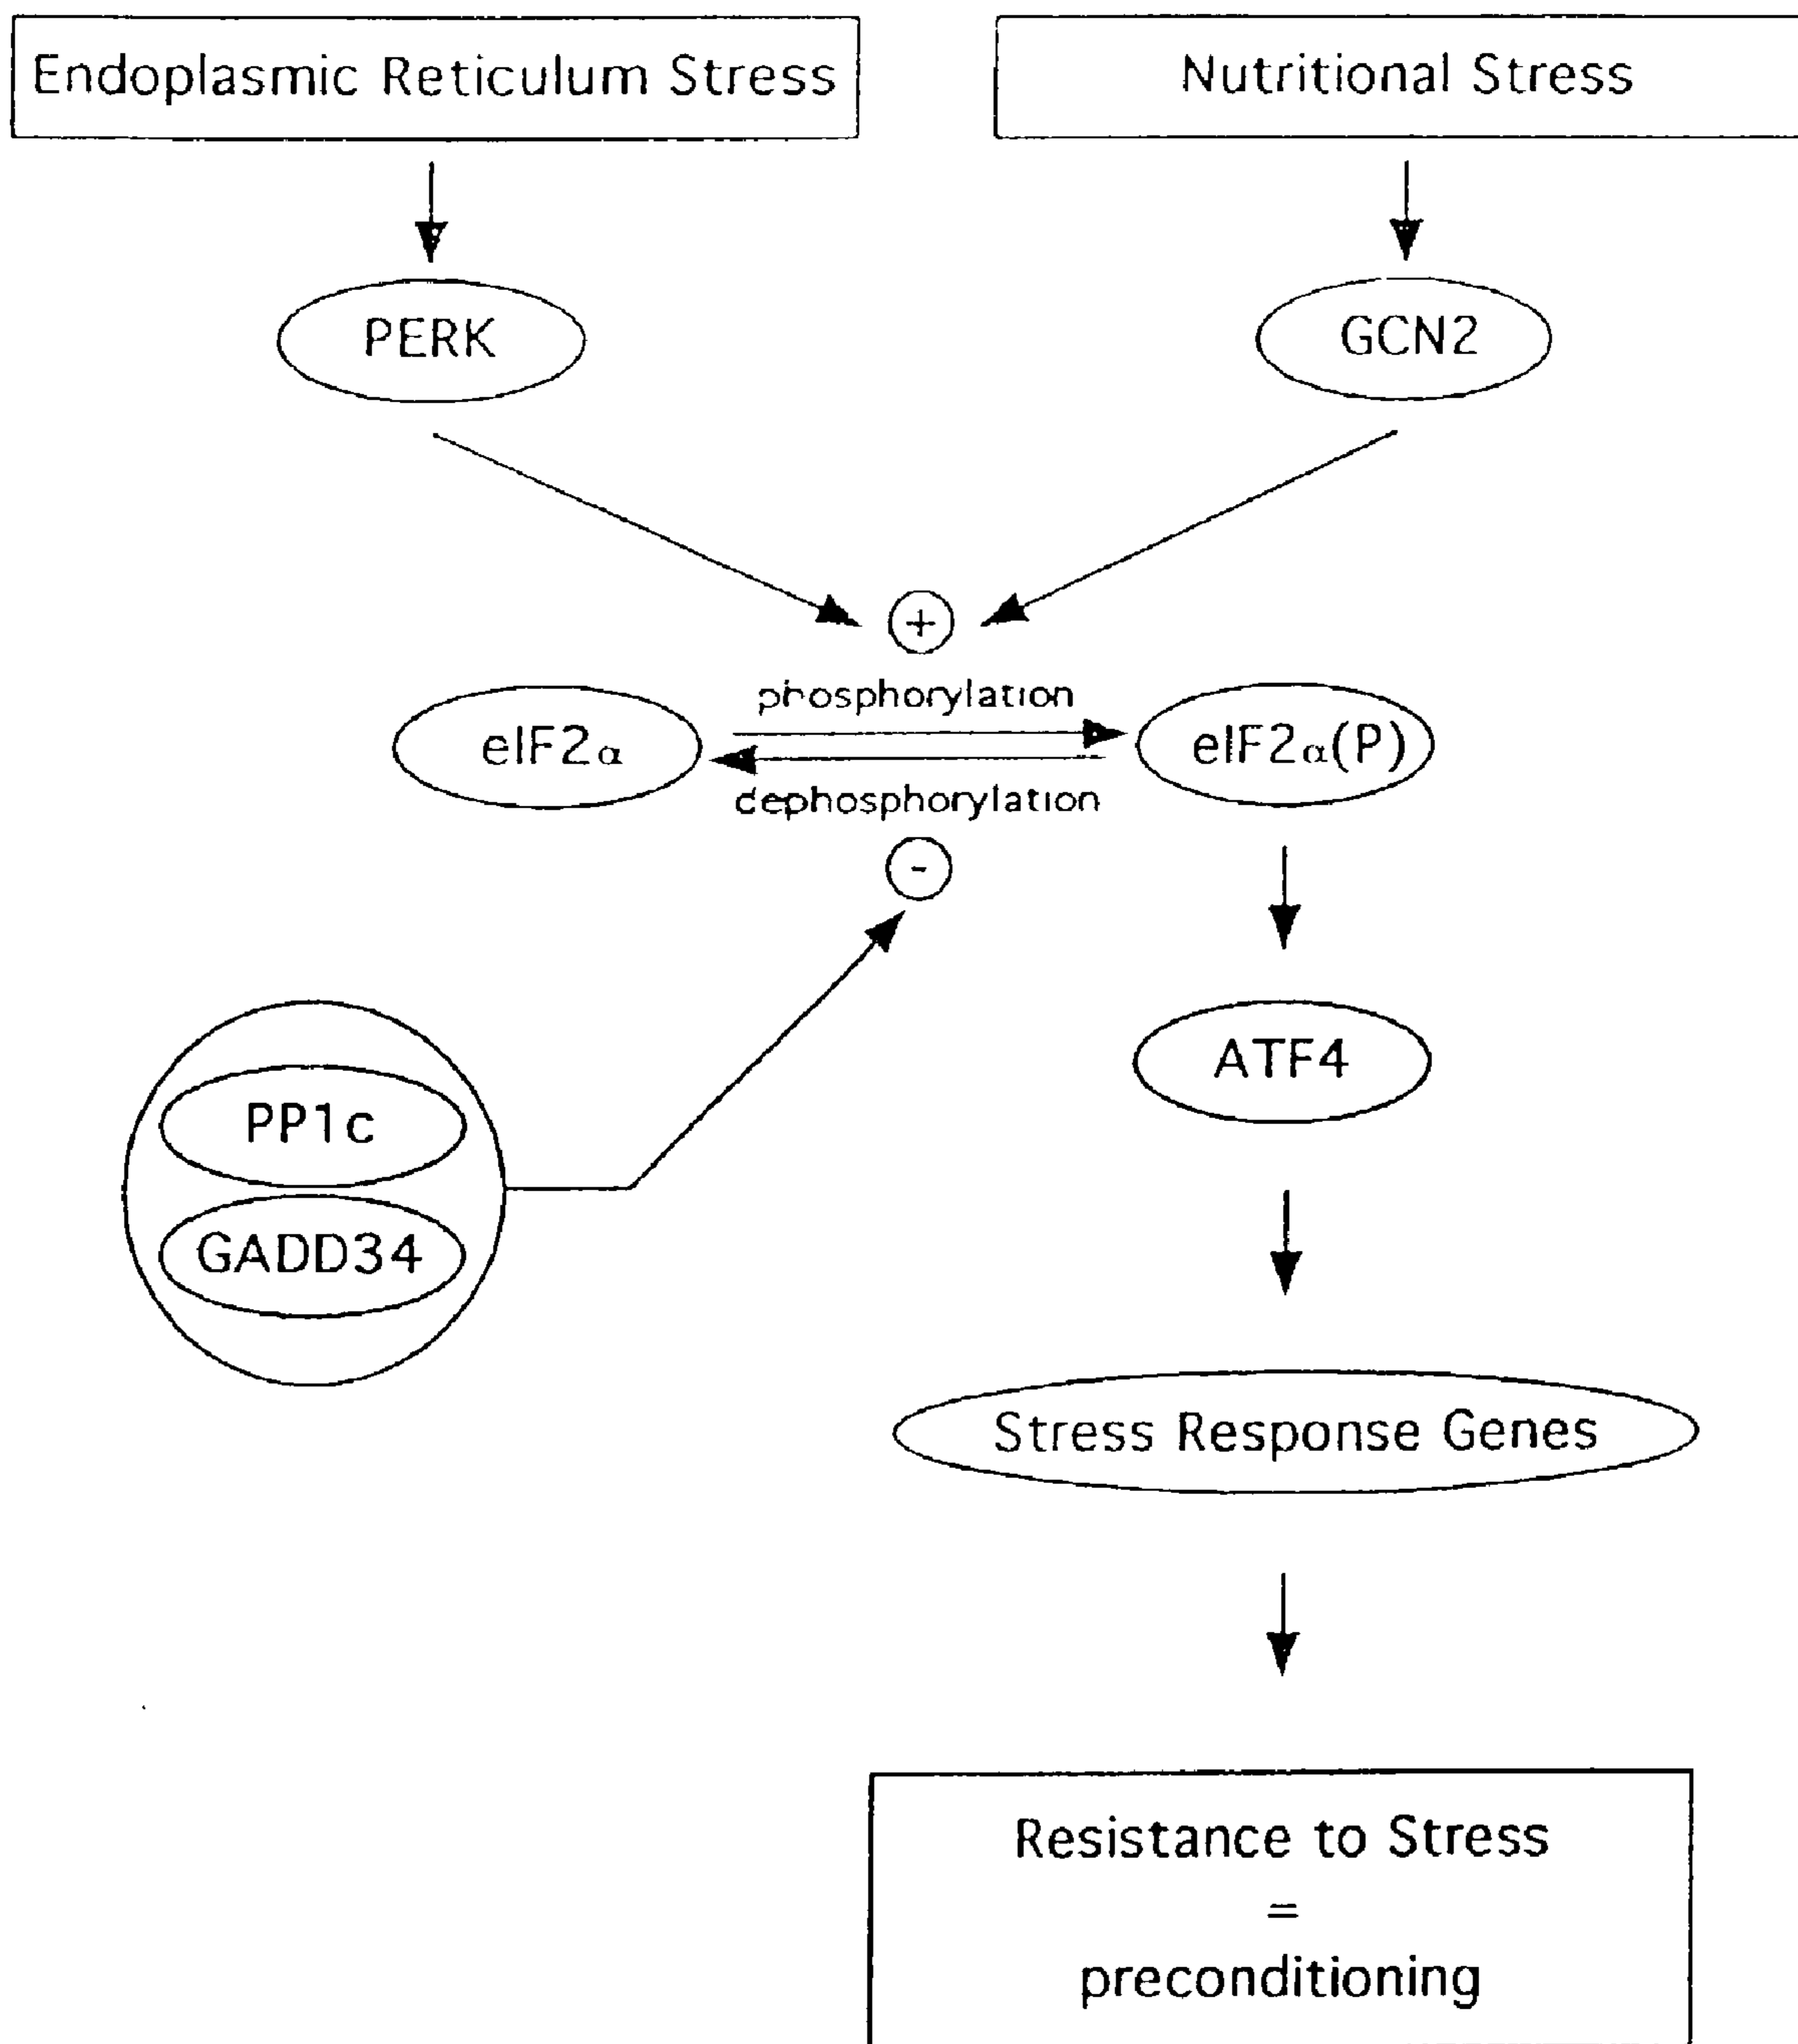 Endoplasmic Reticulum Stress
Nutritional Stress
PERK
GCN2
+
phosphorylation
eIF2α
eIF2α(P)
dephosphorylation
-
ATF4
PP1c
GADD34
Stress Response Genes
Resistance to Stress
=
preconditioning